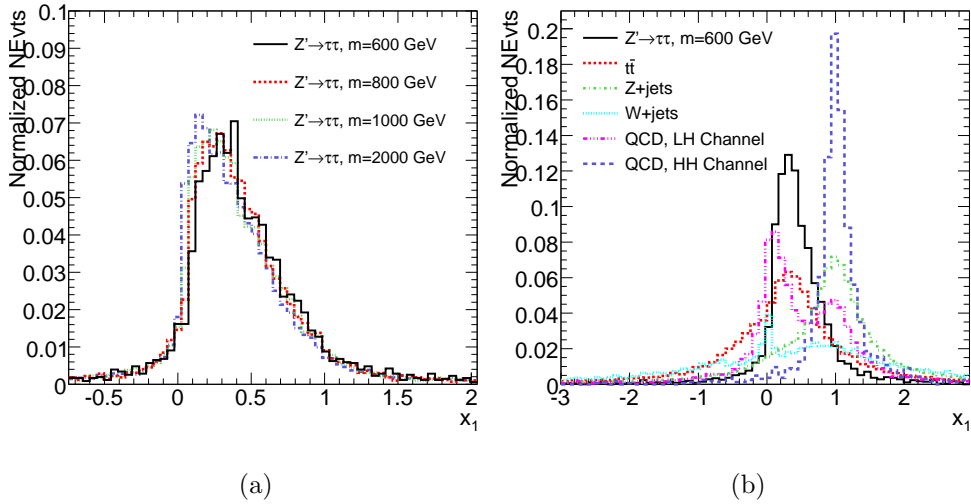 Normalized NEvts
0.1
0.09
0.08
0.07
0.06
0.05
0.04
0.03
0.02
0.01
0
-0.5
0
0.5
1
1.5
2
x₁
Z'→ττ, m=600 GeV
Z'→ττ, m=800 GeV
Z'→ττ, m=1000 GeV
Z'→ττ, m=2000 GeV
(a)
Normalized NEvts
0.20
0.18
0.16
0.14
0.12
0.1
0.08
0.06
0.04
0.02
0
-3
-2
-1
0
1
2
x₁
Z'→ττ, m=600 GeV
tt̄
Z+jets
W+jets
QCD, LH Channel
QCD, HH Channel
(b)